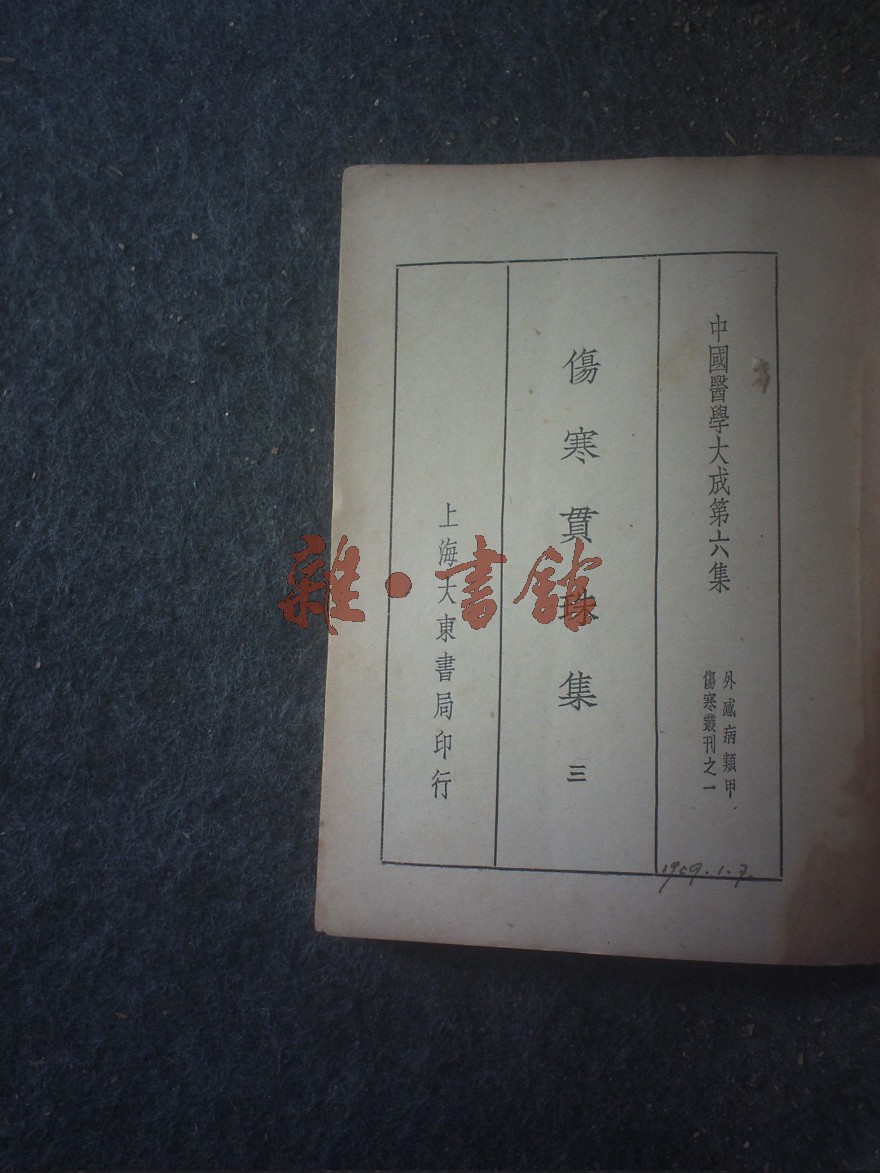 中國醫學大成第六集
外感病類甲
傷寒叢刊之一
傷寒貫珠集 三
上海大東書局印行
1959.1.7.
雜·書館